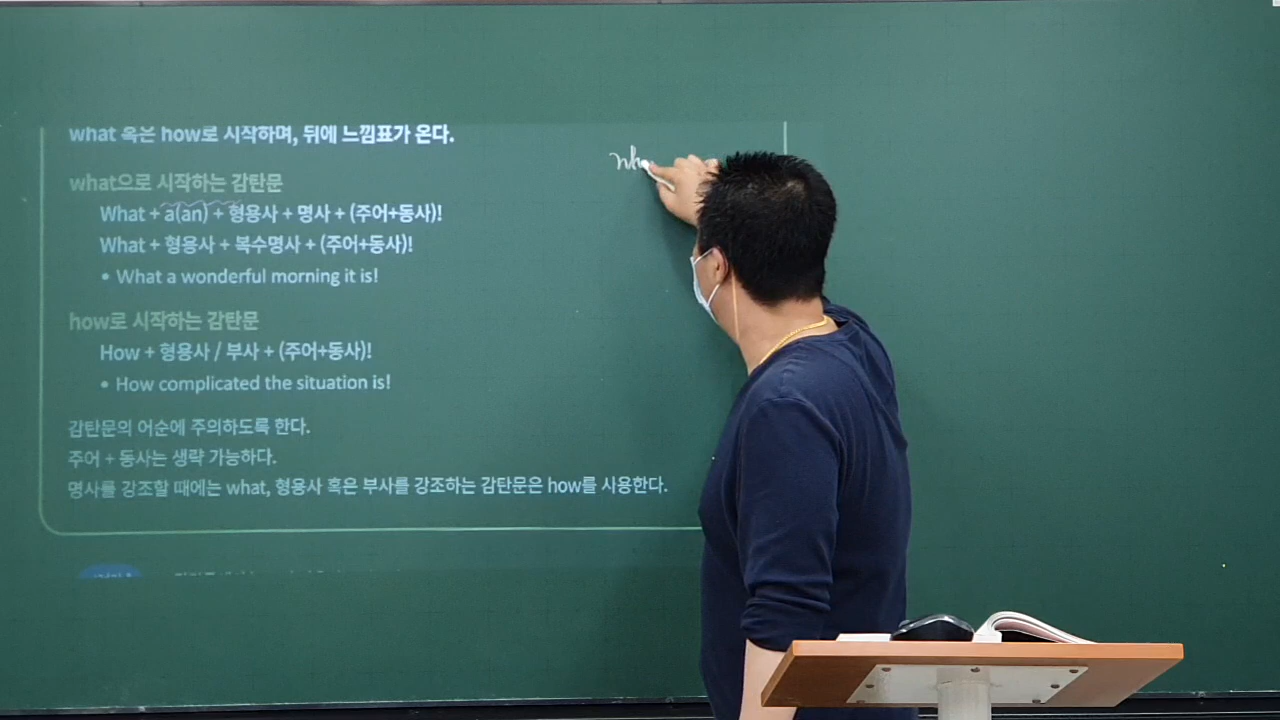 what 혹은 how로 시작하며, 뒤에 느낌표가 온다.
wh
what으로 시작하는 감탄문
What + a(an) + 형용사 + 명사 + (주어+동사)!
What + 형용사 + 복수명사 + (주어+동사)!
• What a wonderful morning it is!
how로 시작하는 감탄문
How + 형용사 / 부사 + (주어+동사)!
• How complicated the situation is!
감탄문의 어순에 주의하도록 한다.
주어 + 동사는 생략 가능하다.
명사를 강조할 때에는 what, 형용사 혹은 부사를 강조하는 감탄문은 how를 사용한다.